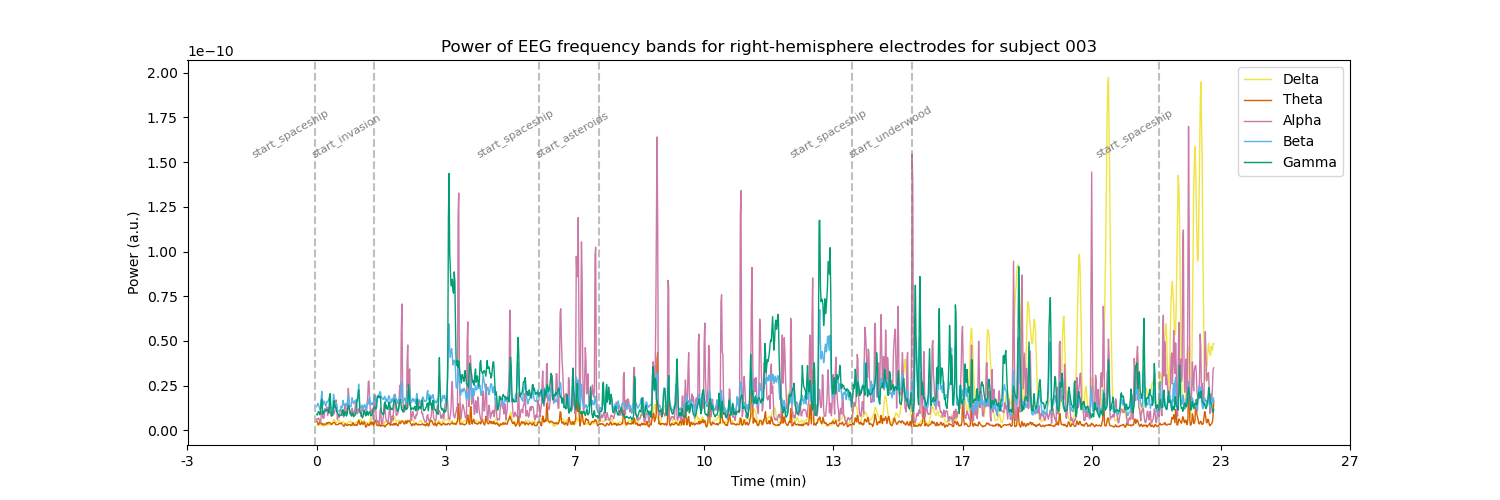 Power of EEG frequency bands for right-hemisphere electrodes for subject 003
1e−10
2.00
1.75
1.50
1.25
1.00
0.75
0.50
0.25
0.00
Power (a.u.)
start_spaceship
start_invasion
start_spaceship
start_asteroids
start_spaceship
start_underwood
start_spaceship
Delta
Theta
Alpha
Beta
Gamma
-3 0 3 7 10 13 17 20 23 27
Time (min)